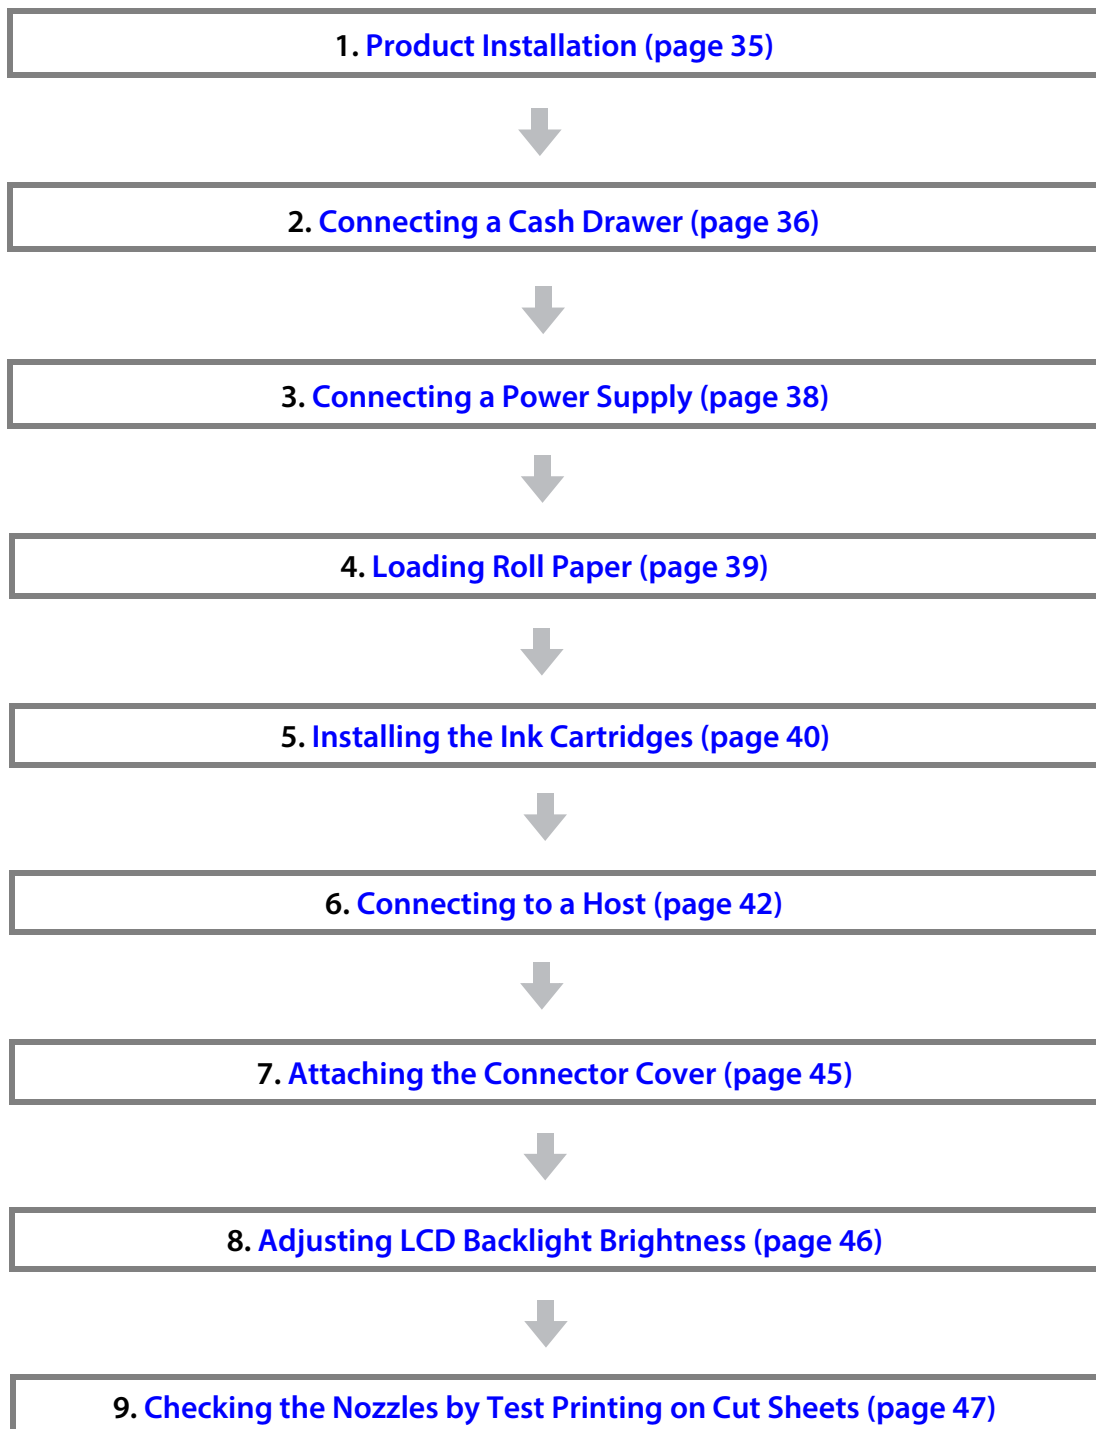 1. Product Installation (page 35)
2. Connecting a Cash Drawer (page 36)
3. Connecting a Power Supply (page 38)
4. Loading Roll Paper (page 39)
5. Installing the Ink Cartridges (page 40)
6. Connecting to a Host (page 42)
7. Attaching the Connector Cover (page 45)
8. Adjusting LCD Backlight Brightness (page 46)
9. Checking the Nozzles by Test Printing on Cut Sheets (page 47)